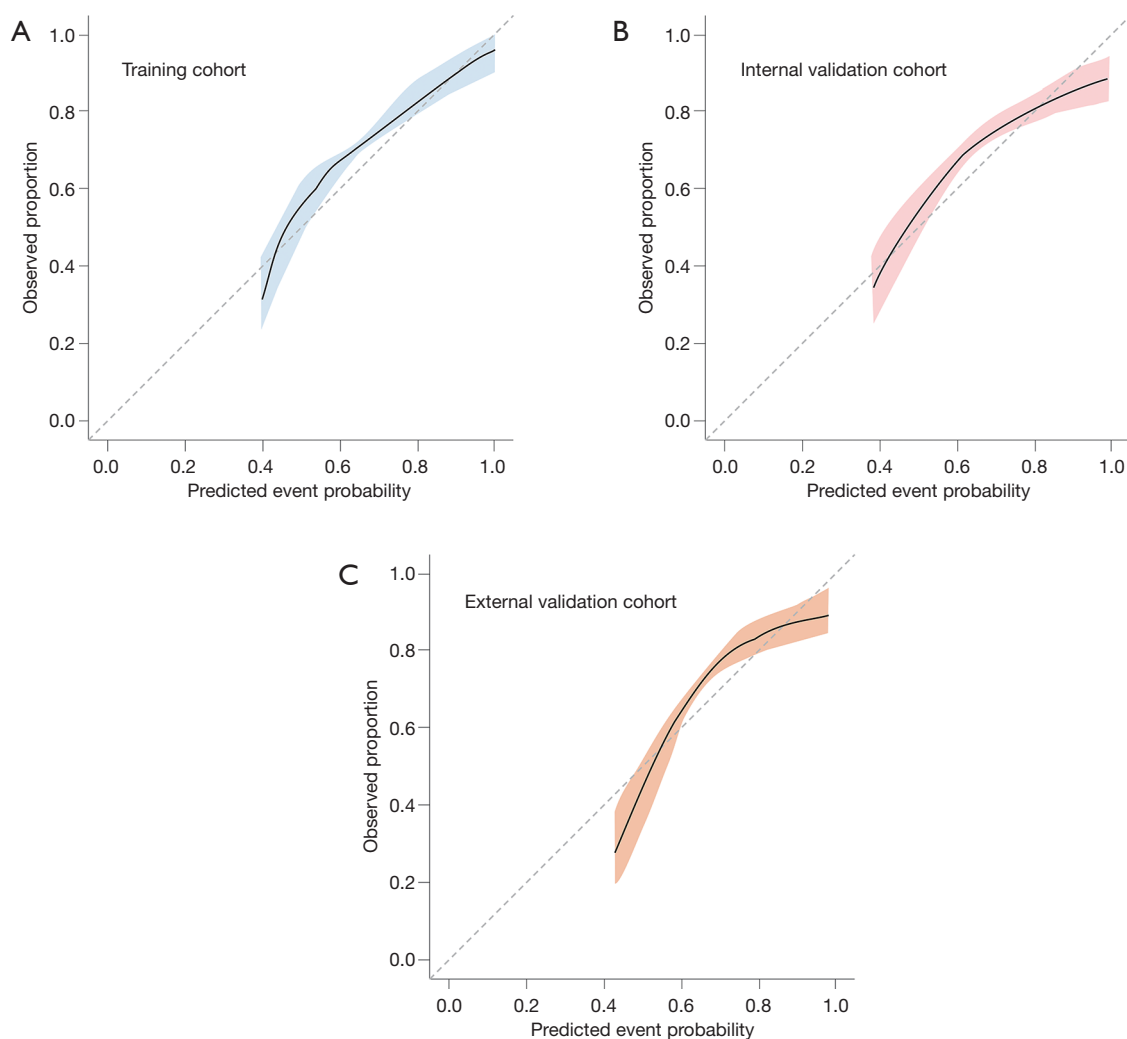 A
Training cohort
1.0
0.8
0.6
0.4
0.2
0.0
Observed proportion
0.0 0.2 0.4 0.6 0.8 1.0
Predicted event probability
B
Internal validation cohort
1.0
0.8
0.6
0.4
0.2
0.0
Observed proportion
0.0 0.2 0.4 0.6 0.8 1.0
Predicted event probability
C
External validation cohort
1.0
0.8
0.6
0.4
0.2
0.0
Observed proportion
0.0 0.2 0.4 0.6 0.8 1.0
Predicted event probability